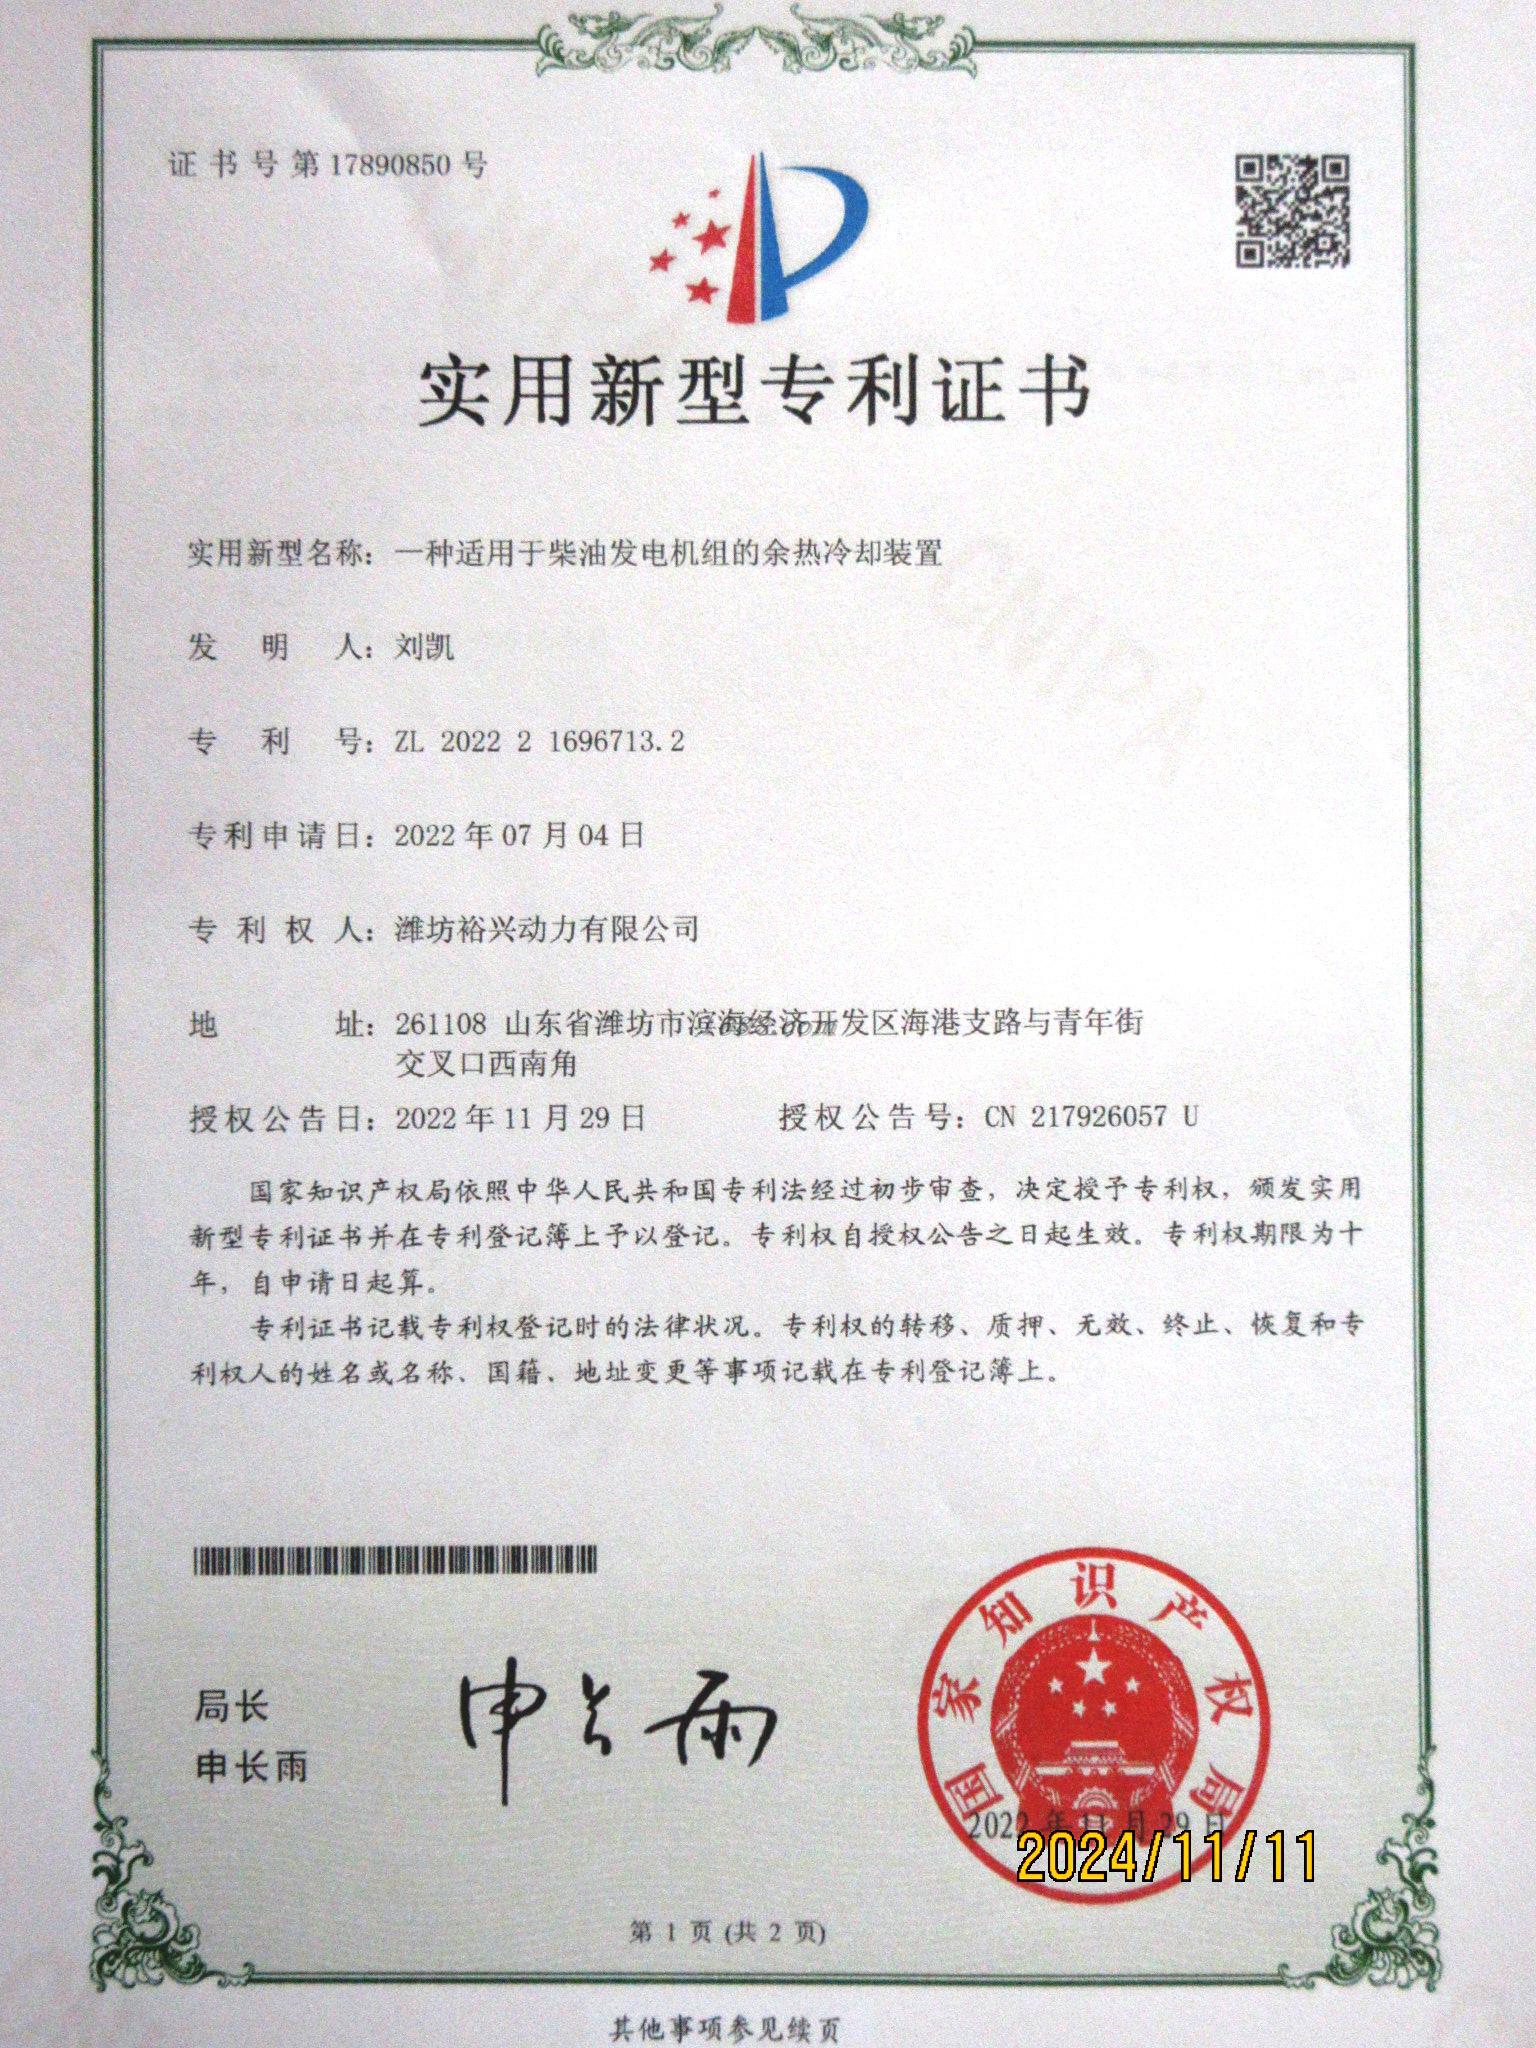 证书号第17890850号
实用新型专利证书
实用新型名称：一种适用于柴油发电机组的余热冷却装置
发明人：刘凯
专利号：ZL 2022 2 1696713.2
专利申请日：2022年07月04日
专利权人：潍坊裕兴动力有限公司
地址：261108 山东省潍坊市滨海经济开发区海港支路与青年街
交叉口西南角
授权公告日：2022年11月29日 授权公告号：CN 217926057 U
国家知识产权局依照中华人民共和国专利法经过初步审查，决定授予专利权，颁发实用
新型专利证书并在专利登记簿上予以登记。专利权自授权公告之日起生效。专利权期限为十
年，自申请日起算。
专利证书记载专利权登记时的法律状况。专利权的转移、质押、无效、终止、恢复和专
利权人的姓名或名称、国籍、地址变更等事项记载在专利登记簿上。
局长
申长雨
申长雨
国家知识产权局
2022年11月29日
2024/11/11
第 1 页 (共 2 页)
其他事项参见续页